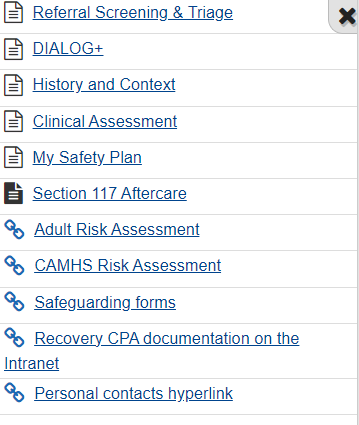 Referral Screening & Triage
DIALOG+
History and Context
Clinical Assessment
My Safety Plan
Section 117 Aftercare
Adult Risk Assessment
CAMHS Risk Assessment
Safeguarding forms
Recovery CPA documentation on the
Intranet
Personal contacts hyperlink